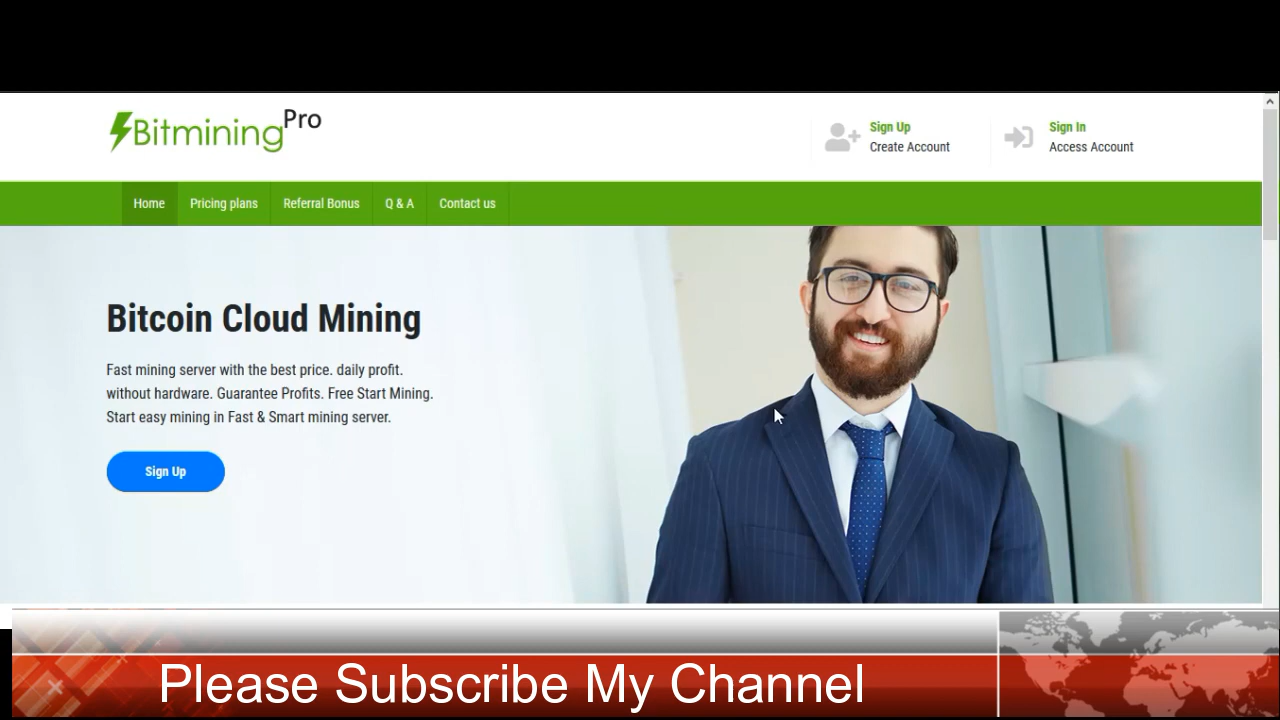 Bitmining Pro
Sign Up
Create Account
Sign In
Access Account
Home
Pricing plans
Referral Bonus
Q & A
Contact us
Bitcoin Cloud Mining
Fast mining server with the best price. daily profit.
without hardware. Guarantee Profits. Free Start Mining.
Start easy mining in Fast & Smart mining server.
Sign Up
Please Subscribe My Channel